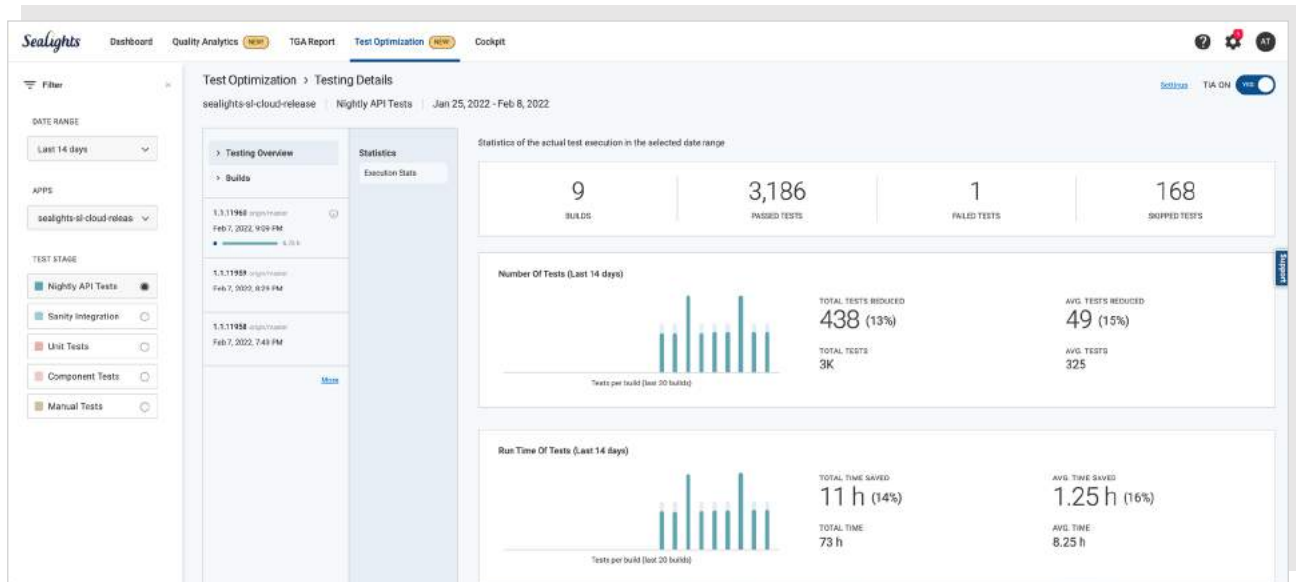 Sealights
Dashboard
Quality Analytics NEW!
TGA Report
Test Optimization NEW
Cockpit
AT
Filter
Test Optimization > Testing Details
Settings
TIA ON YES
sealights-sl-cloud-release | Nightly API Tests | Jan 25, 2022 - Feb 8, 2022
DATE RANGE
Last 14 days
APPS
sealights-sl-cloud-releas
TEST STAGE
Nightly API Tests
Sanity Integration
Unit Tests
Component Tests
Manual Tests
> Testing Overview
> Builds
1.1.11960 origin/master
Feb 7, 2022, 9:09 PM
1.1.11959 origin/master
Feb 7, 2022, 8:29 PM
1.1.11958 origin/master
Feb 7, 2022, 7:43 PM
More
Statistics
Execution Stats
Statistics of the actual test execution in the selected date range
9
BUILDS
3,186
PASSED TESTS
1
FAILED TESTS
168
SKIPPED TESTS
Support
Number Of Tests (Last 14 days)
Tests per build (last 20 builds)
TOTAL TESTS REDUCED
438 (13%)
TOTAL TESTS
3K
AVG. TESTS REDUCED
49 (15%)
AVG. TESTS
325
Run Time Of Tests (Last 14 days)
Tests per build (last 20 builds)
TOTAL TIME SAVED
11 h (14%)
TOTAL TIME
73 h
AVG. TIME SAVED
1.25 h (16%)
AVG. TIME
8.25 h